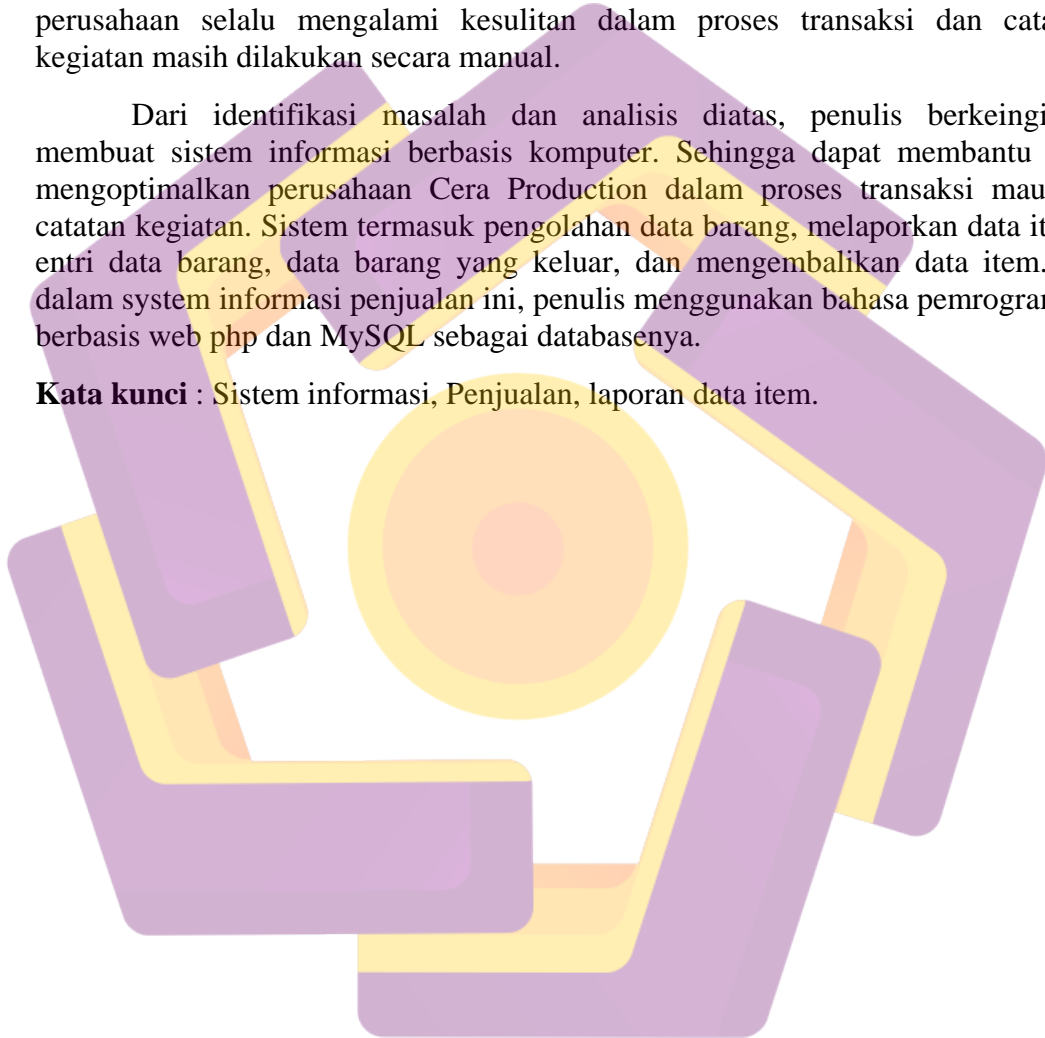 perusahaan selalu mengalami kesulitan dalam proses transaksi dan cata
kegiatan masih dilakukan secara manual.
Dari identifikasi masalah dan analisis diatas, penulis berkeingi
membuat sistem informasi berbasis komputer. Sehingga dapat membantu
mengoptimalkan perusahaan Cera Production dalam proses transaksi mau
catatan kegiatan. Sistem termasuk pengolahan data barang, melaporkan data it
entri data barang, data barang yang keluar, dan mengembalikan data item.
dalam system informasi penjualan ini, penulis menggunakan bahasa pemrogran
berbasis web php dan MySQL sebagai databasenya.
Kata kunci : Sistem informasi, Penjualan, laporan data item.